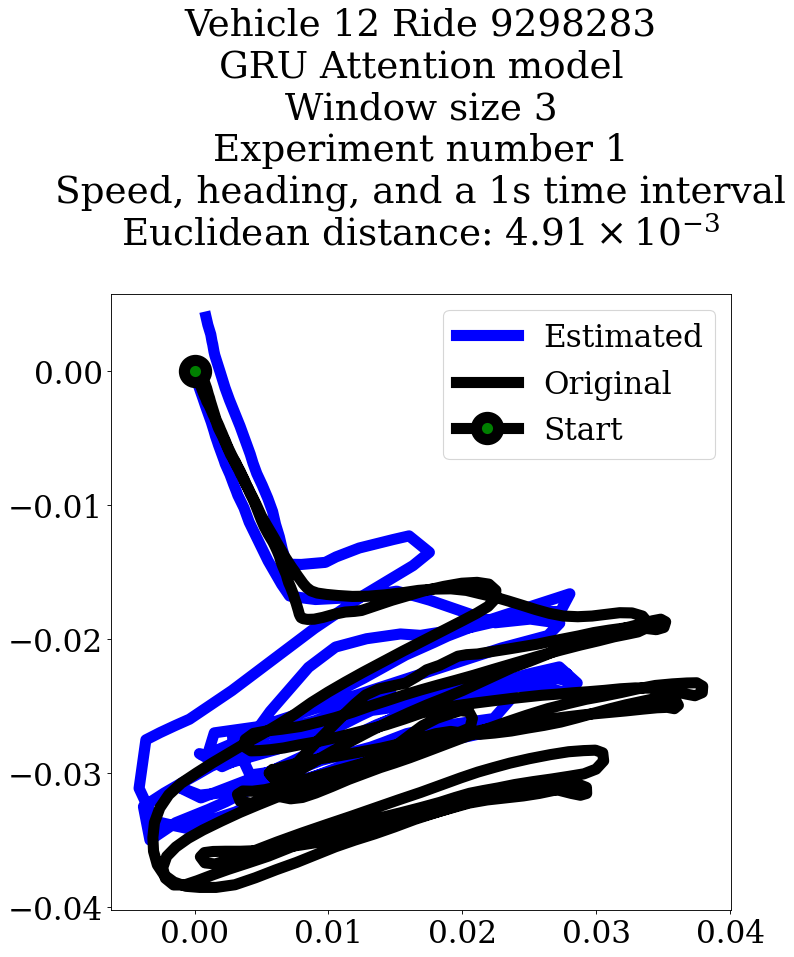 Vehicle 12 Ride 9298283
GRU Attention model
Window size 3
Experiment number 1
Speed, heading, and a 1s time interval
Euclidean distance: 4.91 × 10⁻³
Estimated
Original
Start
0.00
−0.01
−0.02
−0.03
−0.04
0.00 0.01 0.02 0.03 0.04